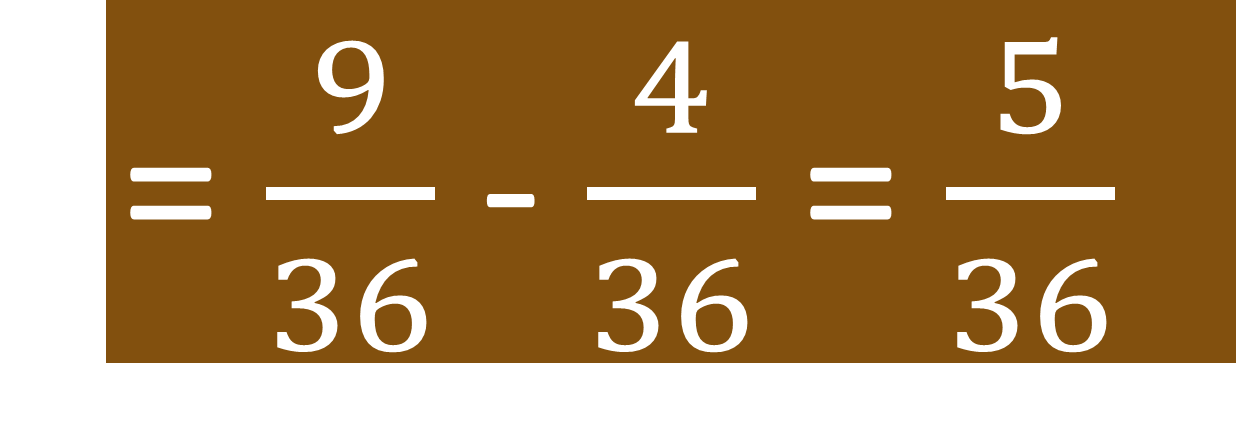 = 9/36 - 4/36 = 5/36